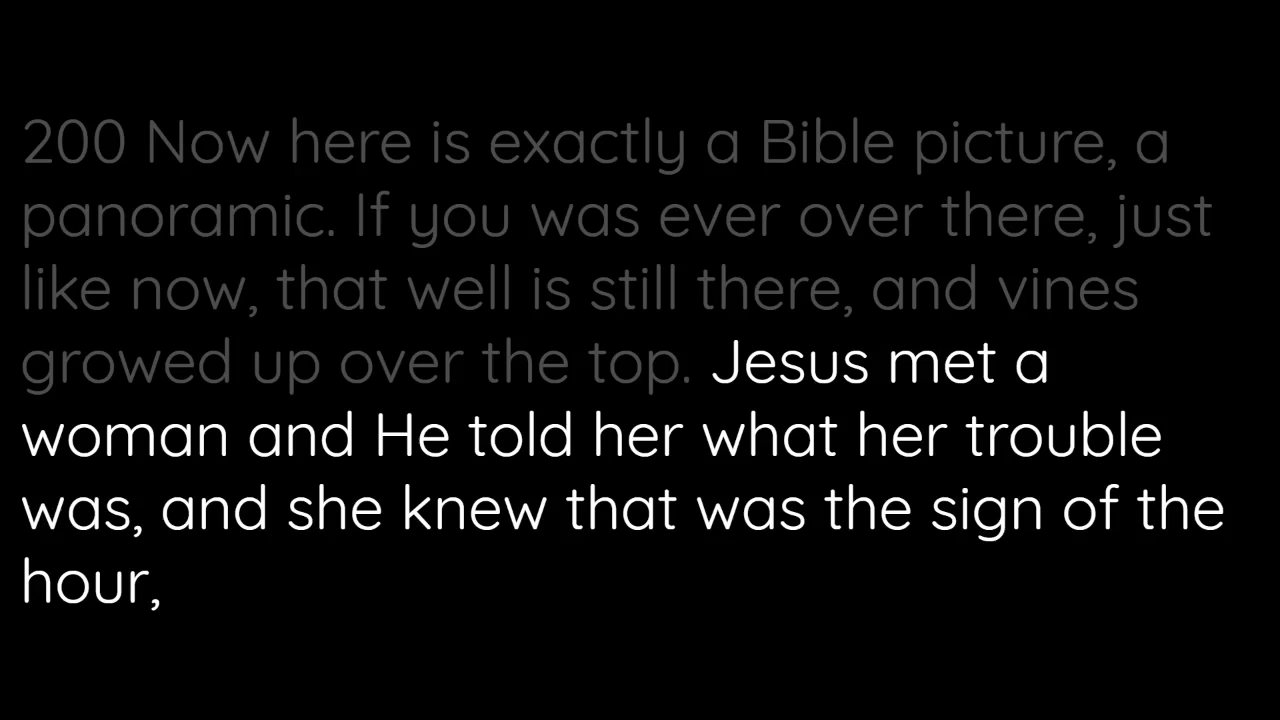 200 Now here is exactly a Bible picture, a
panoramic. If you was ever over there, just
like now, that well is still there, and vines
growed up over the top. Jesus met a
woman and He told her what her trouble
was, and she knew that was the sign of the
hour,